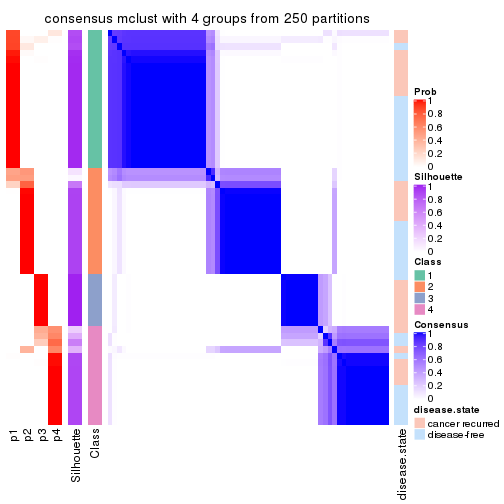 consensus mclust with 4 groups from 250 partitions
Prob
1
0.8
0.6
0.4
0.2
0
Silhouette
1
0.8
0.6
0.4
0.2
0
Class
1
2
3
4
Consensus
1
0.8
0.6
0.4
0.2
0
disease.state
cancer recurred
disease-free
p1
p2
p3
p4
Silhouette
Class
disease.state